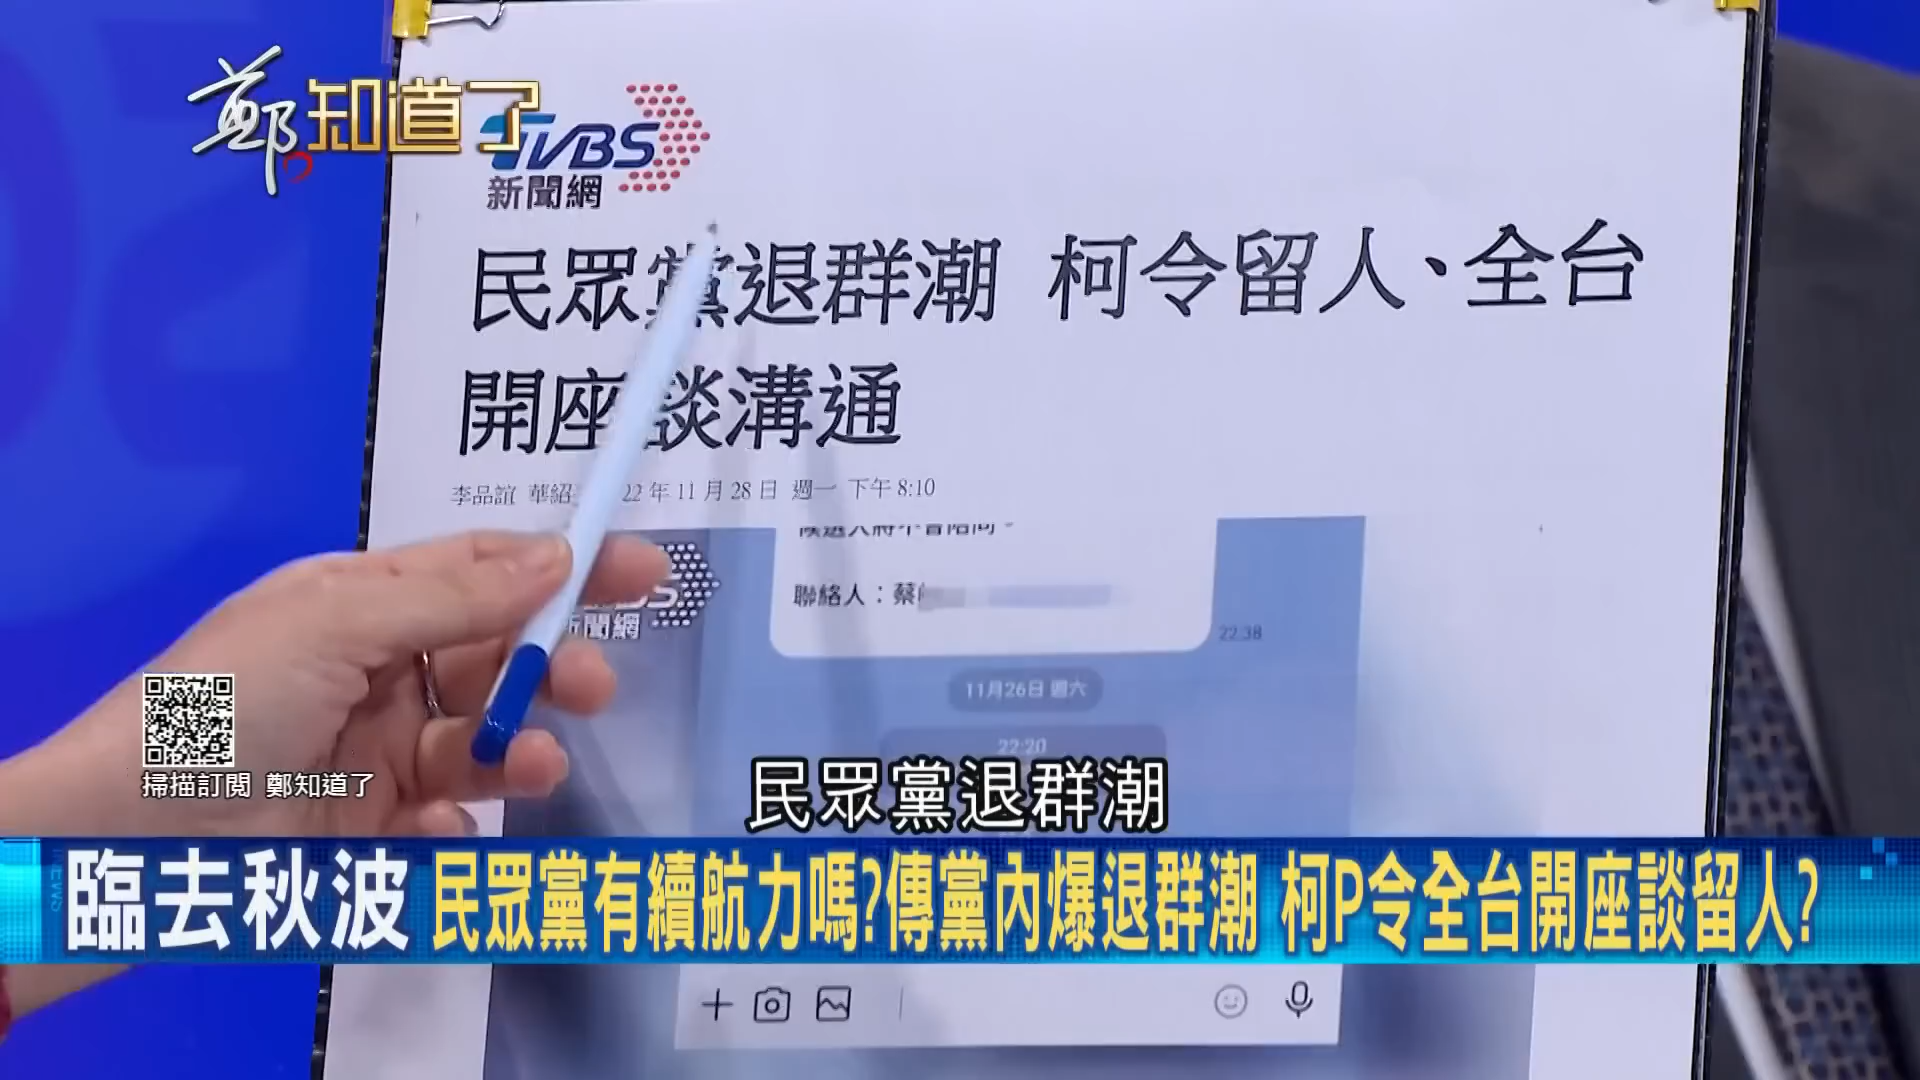 鄭知道了
TVBS
新聞網
民眾黨退群潮 柯令留人、全台
開座談溝通
李品誼 華紹 22年11月28日 週一 下午8:10
聯絡人：蔡
22:38
新聞網
11月26日 週六
22:20
掃描訂閱 鄭知道了
民眾黨退群潮
臨去秋波 民眾黨有續航力嗎?傳黨內爆退群潮 柯P令全台開座談留人?